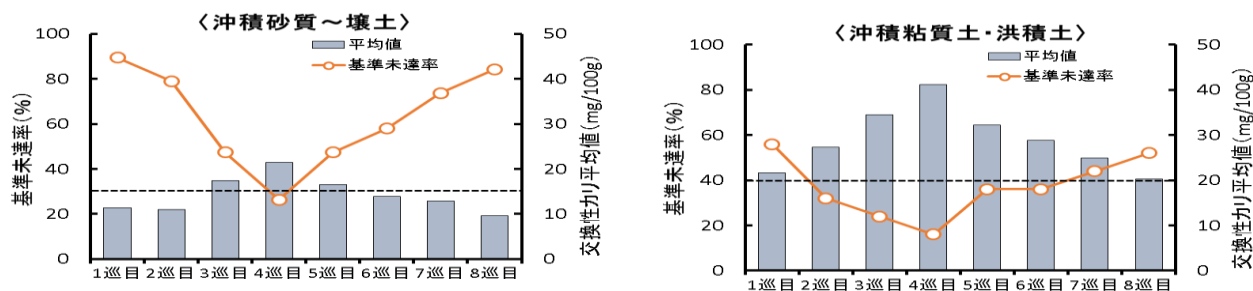 〈沖積砂質～壌土〉
平均値
基準未達率
基準未達率(%)
100
80
60
40
20
0
50
40
30
20
10
0
交換性カリ平均値(mg/100g)
1巡目 2巡目 3巡目 4巡目 5巡目 6巡目 7巡目 8巡目
〈沖積粘質土・洪積土〉
平均値
基準未達率
基準未達率(%)
100
80
60
40
20
0
50
40
30
20
10
0
交換性カリ平均値(mg/100g)
1巡目 2巡目 3巡目 4巡目 5巡目 6巡目 7巡目 8巡目